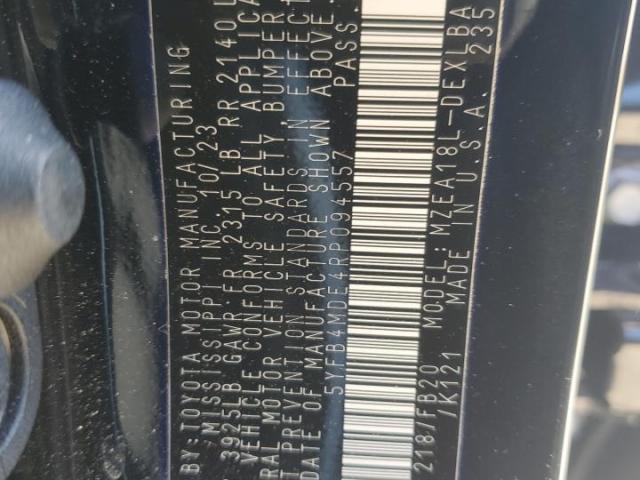 BY:TOYOTA MOTOR MANUFACTURING
MISSISSIPPI INC. 10/23
3925LB GAWR FR 2315 LB RR 2140L
VEHICLE CONFORMS TO ALL APPLICA
RAL MOTOR VEHICLE SAFETY BUMPER
T PREVENTION STANDARDS IN EFFECT
DATE OF MANUFACTURE SHOWN ABOVE.
5YFB4MDE4RP094557 PASS
218/FB20 MODEL:MZEA18L-DEXLBA
/K121 MADE IN U.S.A. 235